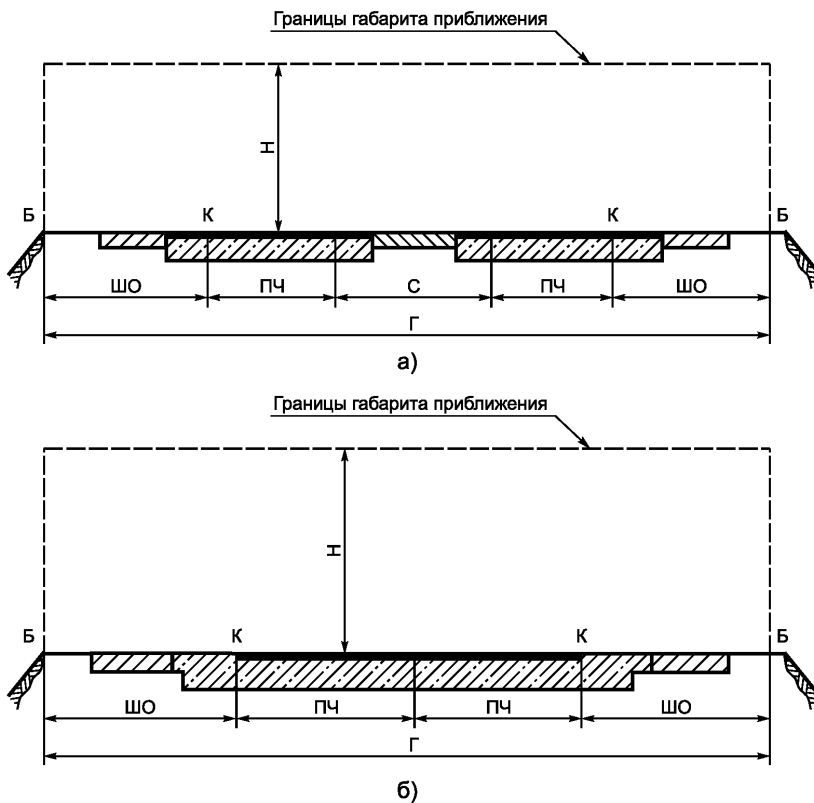 Границы габарита приближения
Н
Б К К Б
ШО ПЧ С ПЧ ШО
Г
а)
Границы габарита приближения
Н
Б К К Б
ШО ПЧ ПЧ ШО
Г
б)